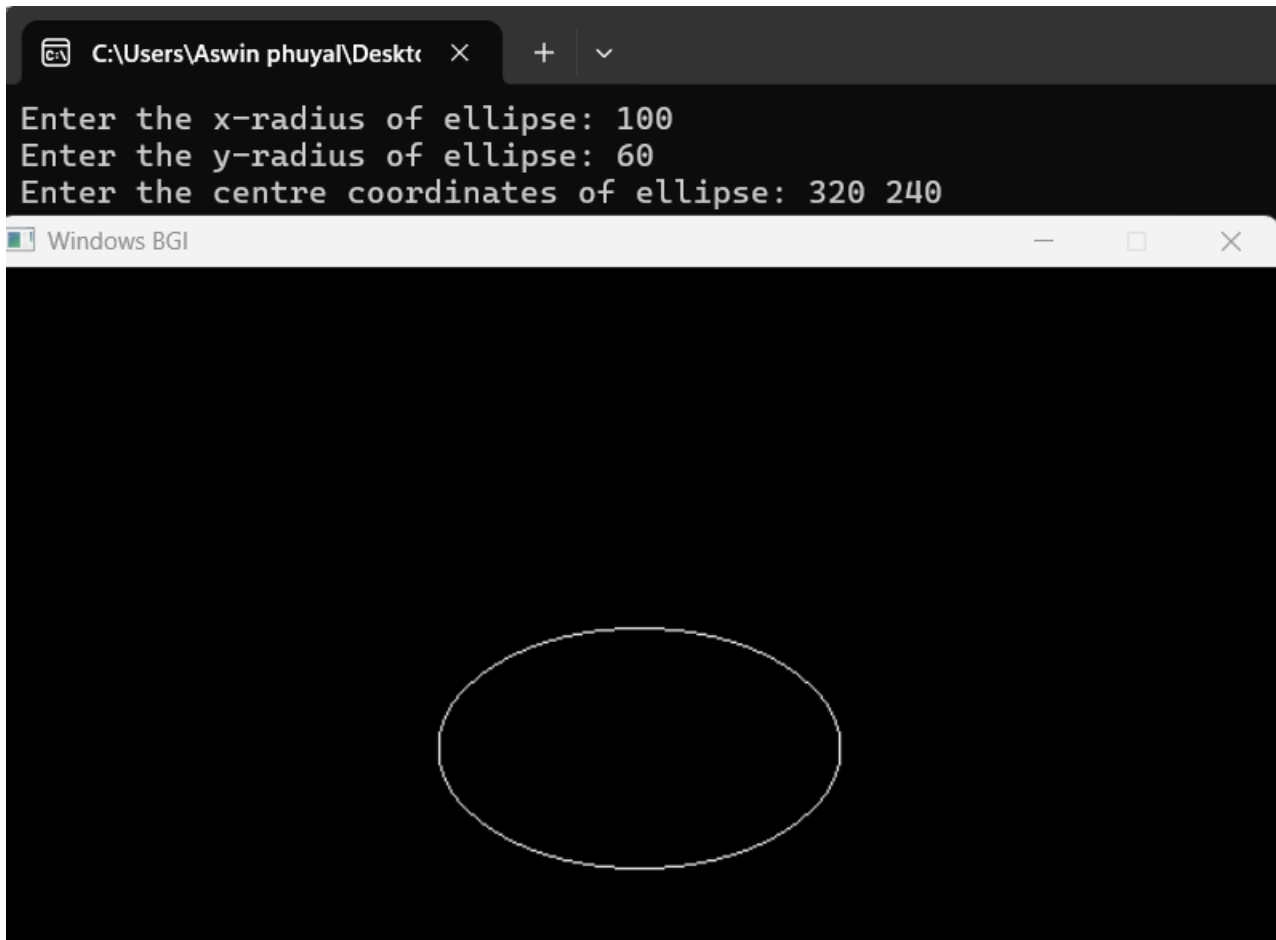 C:\Users\Aswin phuyal\Deskt
Enter the x-radius of ellipse: 100
Enter the y-radius of ellipse: 60
Enter the centre coordinates of ellipse: 320 240
Windows BGI